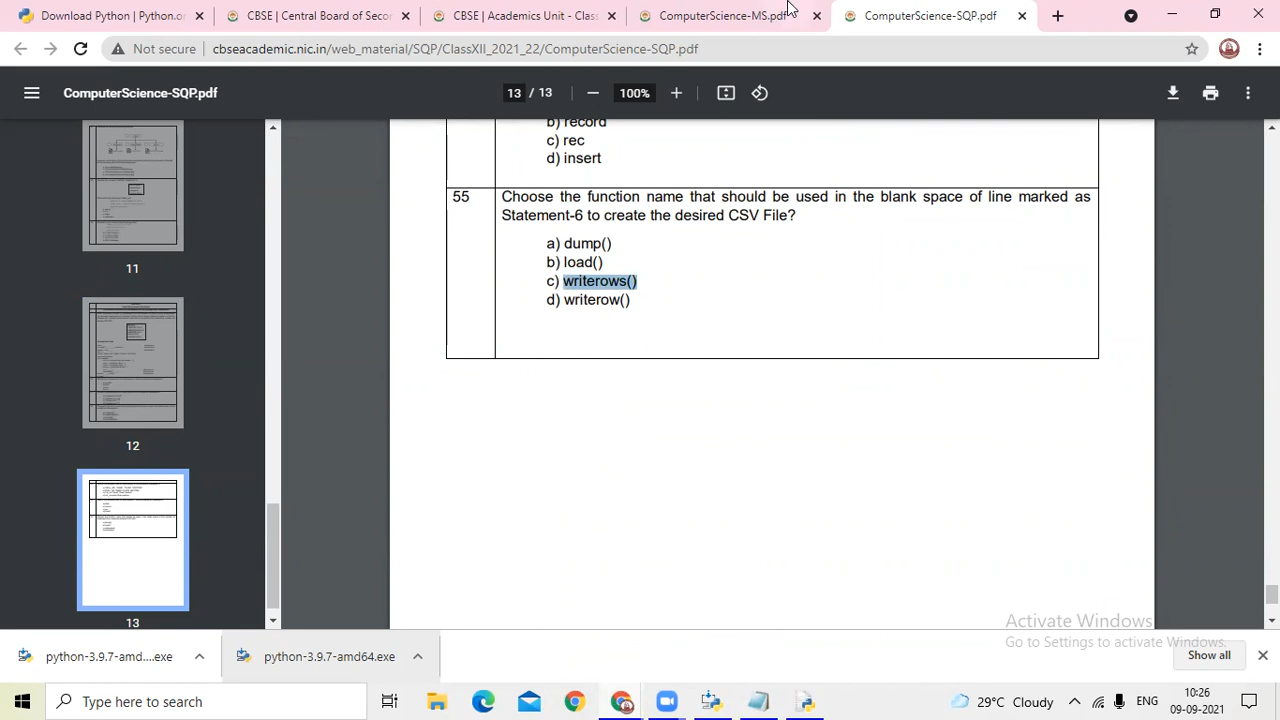 Download Python | Python.or
CBSE | Central Board of Secon
CBSE | Academics Unit - Class
ComputerScience-MS.pdf
ComputerScience-SQP.pdf
Not secure
cbseacademic.nic.in/web_material/SQP/ClassXII_2021_22/ComputerScience-SQP.pdf
ComputerScience-SQP.pdf
13 / 13
100%
b) record
c) rec
d) insert
55 Choose the function name that should be used in the blank space of line marked as
Statement-6 to create the desired CSV File?
a) dump()
b) load()
c) writerows()
d) writerow()
11
12
13
Activate Windows
Go to Settings to activate Windows.
python-3.9.7-amd....exe
python-3.9.7-amd64.exe
Show all
Type here to search
29°C Cloudy
ENG
10:26
09-09-2021